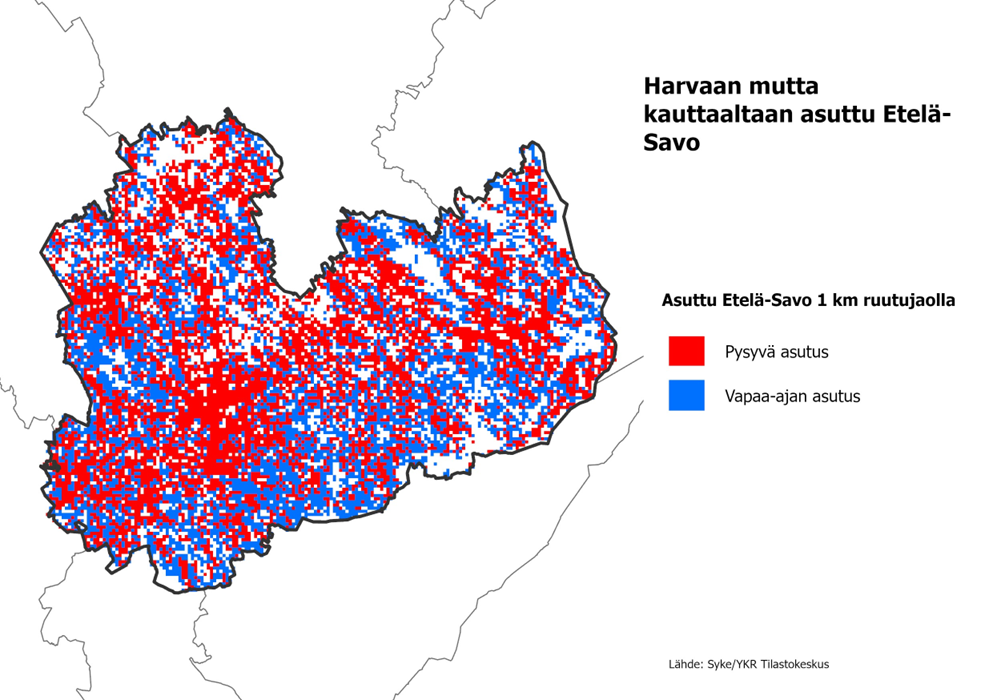 Harvaan mutta
kauttaaltaan asuttu Etelä-
Savo
Asuttu Etelä-Savo 1 km ruutujaolla
Pysyvä asutus
Vapaa-ajan asutus
Lähde: Syke/YKR Tilastokeskus